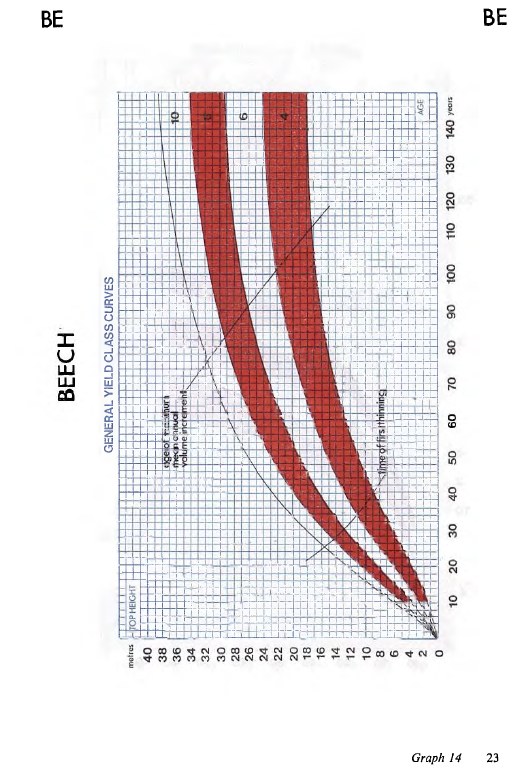 BE
BE
BEECH
GENERAL YIELD CLASS CURVES
metres
TOP HEIGHT
40
38
36
34
32
30
28
26
24
22
20
18
16
14
12
10
8
6
4
2
0
10
20
30
40
50
60
70
80
90
100
110
120
130
140 years
AGE
10
8
6
4
age of maximum
mean annual
volume increment
time of first thinning
Graph 14 23